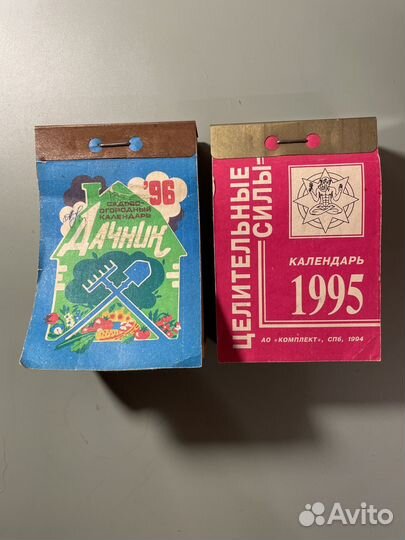 '96
САДОВО-
ОГОРОДНЫЙ
КАЛЕНДАРЬ
Дачник
ЦЕЛИТЕЛЬНЫЕ
СИЛЫ
КАЛЕНДАРЬ
1995
АО «КОМПЛЕКТ», СПб, 1994
Avito